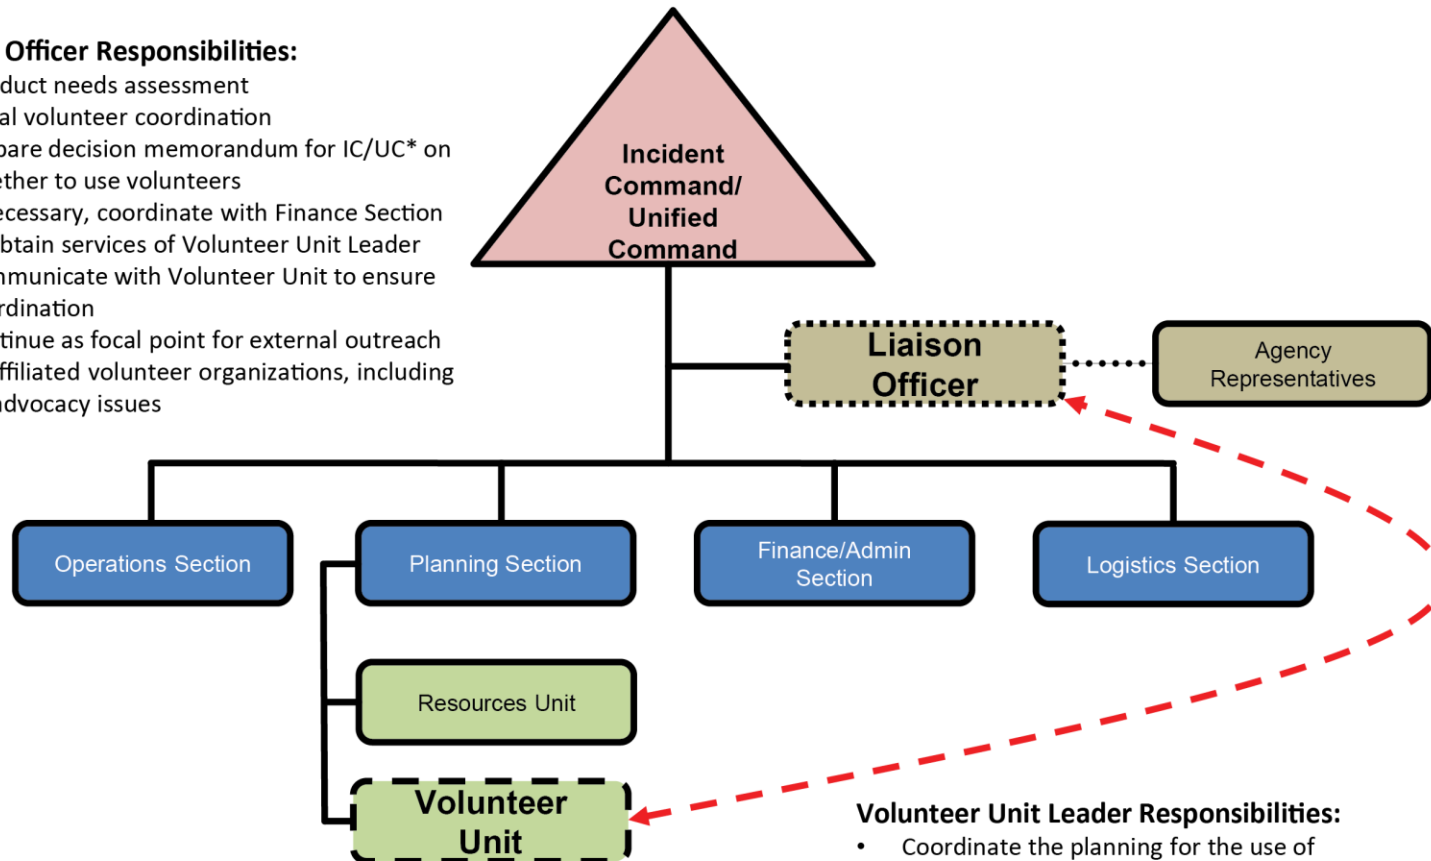 Officer Responsibilities:
duct needs assessment
al volunteer coordination
pare decision memorandum for IC/UC* on
ether to use volunteers
ecessary, coordinate with Finance Section
btain services of Volunteer Unit Leader
mmunicate with Volunteer Unit to ensure
rdination
tinue as focal point for external outreach
ffiliated volunteer organizations, including
advocacy issues
Incident
Command/
Unified
Command
Liaison
Officer
Agency
Representatives
Operations Section
Planning Section
Finance/Admin
Section
Logistics Section
Resources Unit
Volunteer
Unit
Volunteer Unit Leader Responsibilities:
• Coordinate the planning for the use of